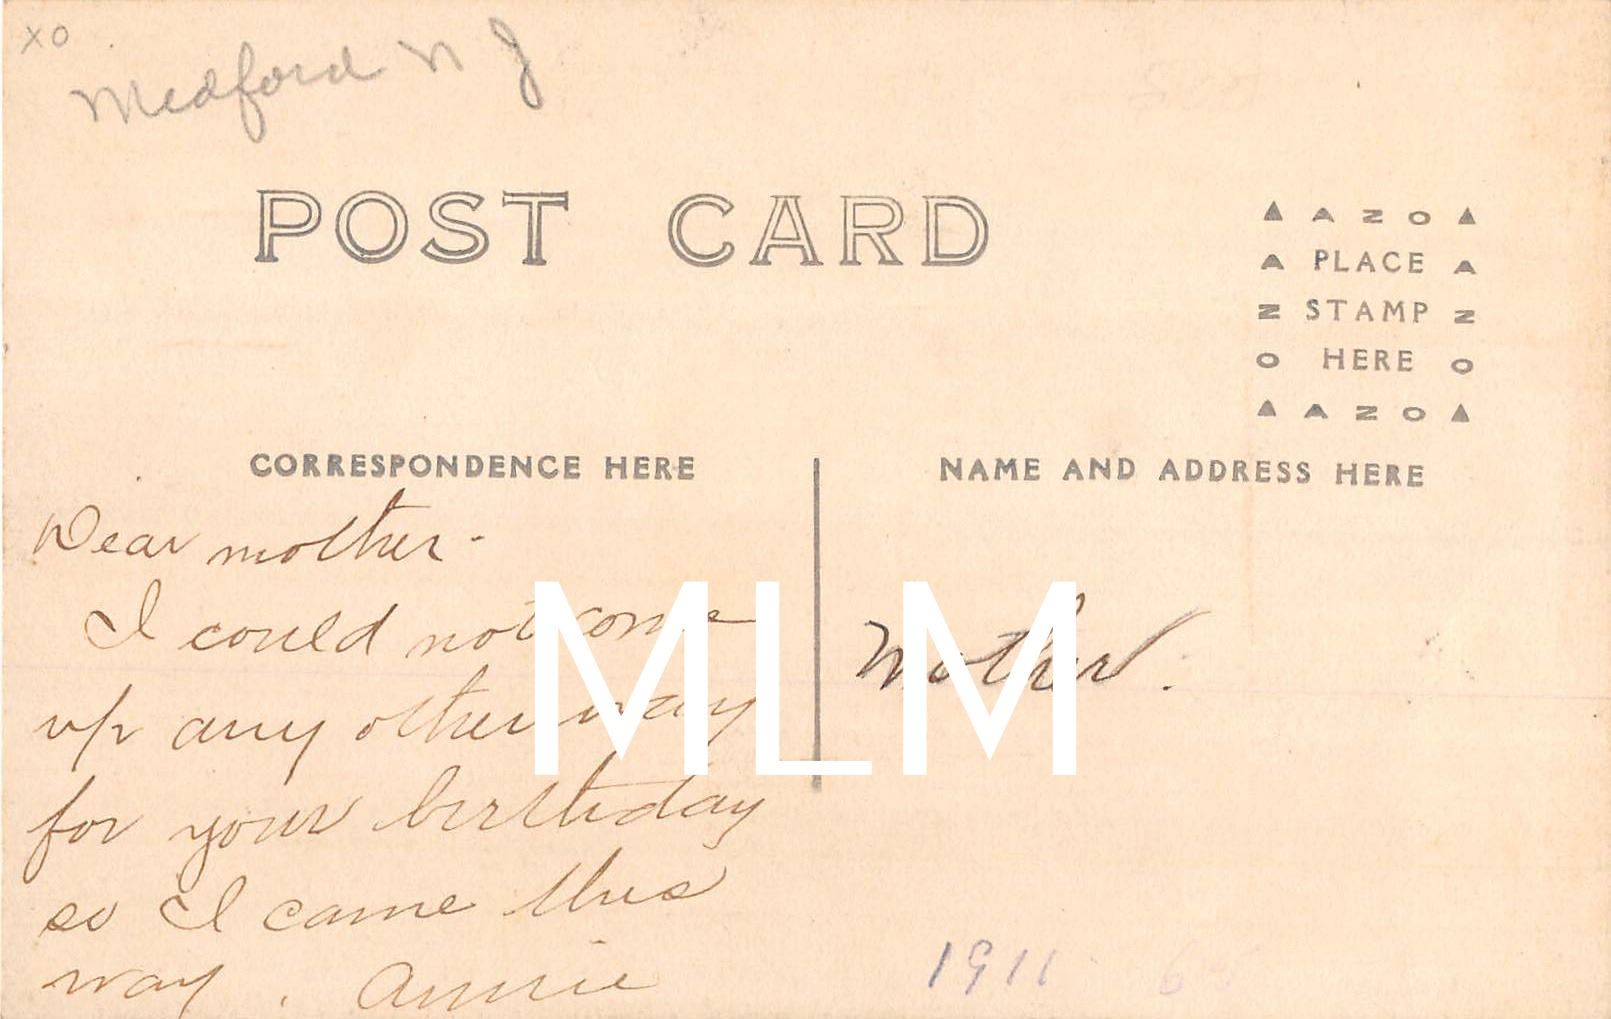 XO
Medford N J
POST CARD
▲ A Z O ▲
A PLACE A
Z STAMP Z
O HERE O
▲ A Z O ▲
CORRESPONDENCE HERE
NAME AND ADDRESS HERE
Dear mother -
I could not come
up any other way
for your birthday
so I came this
way. Annie
Mother.
MLM
1911